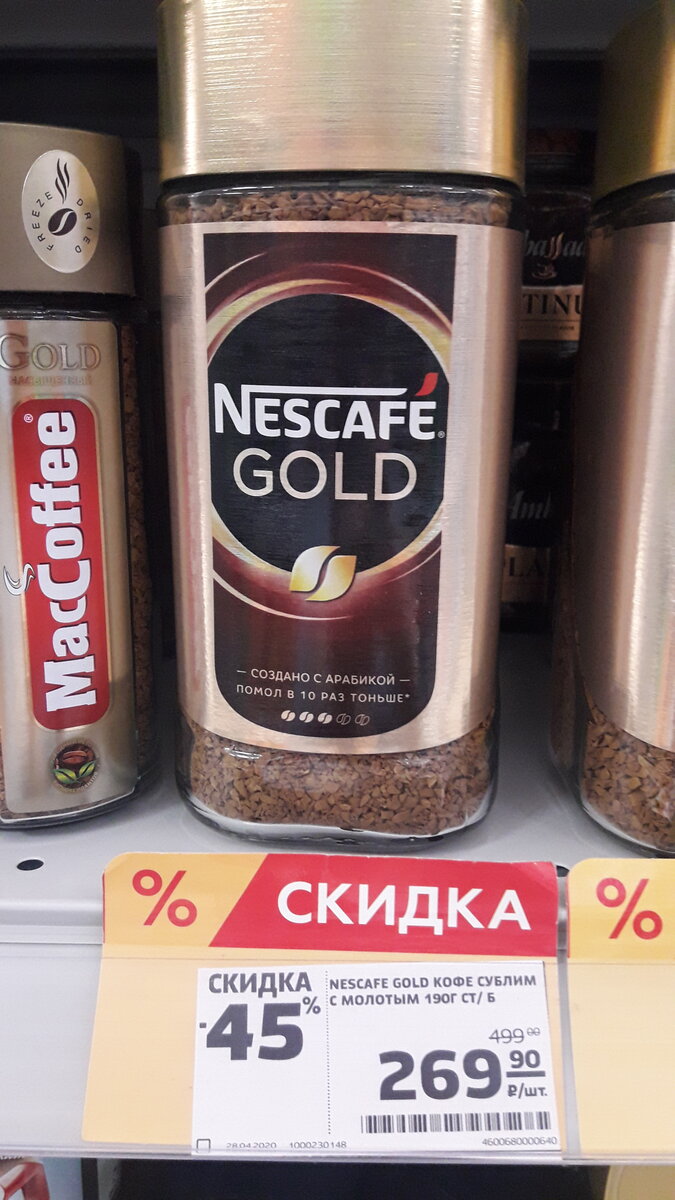 FREEZE DRIED
GOLD
MacCoffee®
NESCAFÉ®
GOLD
— СОЗДАНО С АРАБИКОЙ —
ПОМОЛ В 10 РАЗ ТОНЬШЕ*
% СКИДКА
%
СКИДКА
-45%
NESCAFE GOLD КОФЕ СУБЛИМ
С МОЛОТЫМ 190Г СТ/ Б
499 00
269 90
₽/шт.
28.04.2020 1000230148
4600680000640